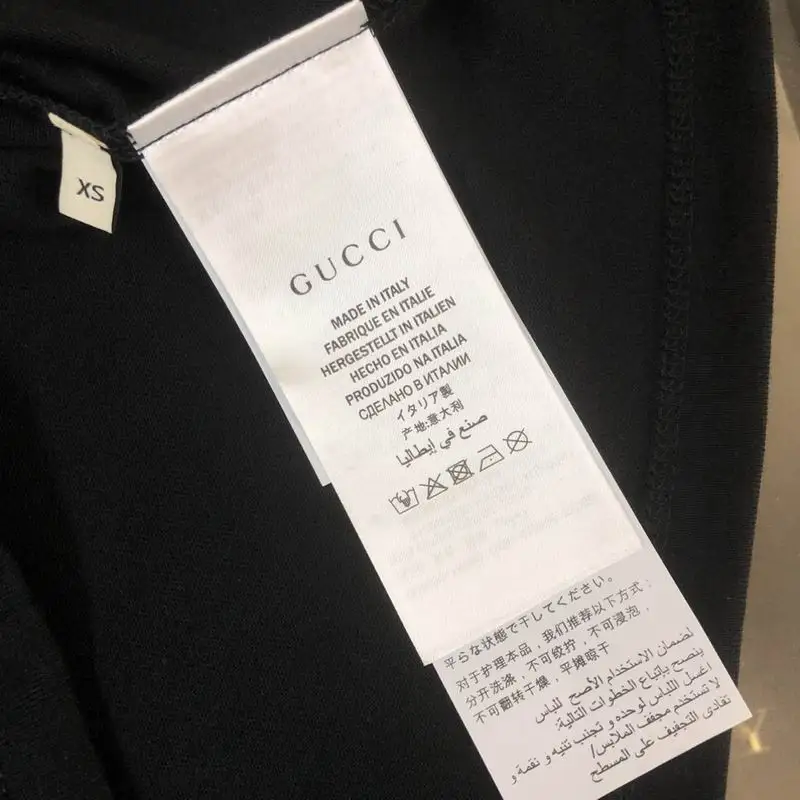 XS
GUCCI
MADE IN ITALY
FABRIQUE EN ITALIE
HERGESTELLT IN ITALIEN
HECHO EN ITALIA
PRODUZIDO NA ITALIA
СДЕЛАНО В ИТАЛИИ
イタリア製
产地:意大利
صنع في إيطاليا
平らな状態で干してください。
对于护理本品，我们推荐以下方式：
分开洗涤，不可绞拧，不可浸泡，
不可翻转干燥，平摊晾干
لضمان الاستخدام الأصح للباس
ينصح بإتباع الخطوات التالية:
اغسل اللباس لوحده و تجنب تنيه و نقعة و
لا تستخدم مجفف الملابس/
تفادى التجفيف على المسطح